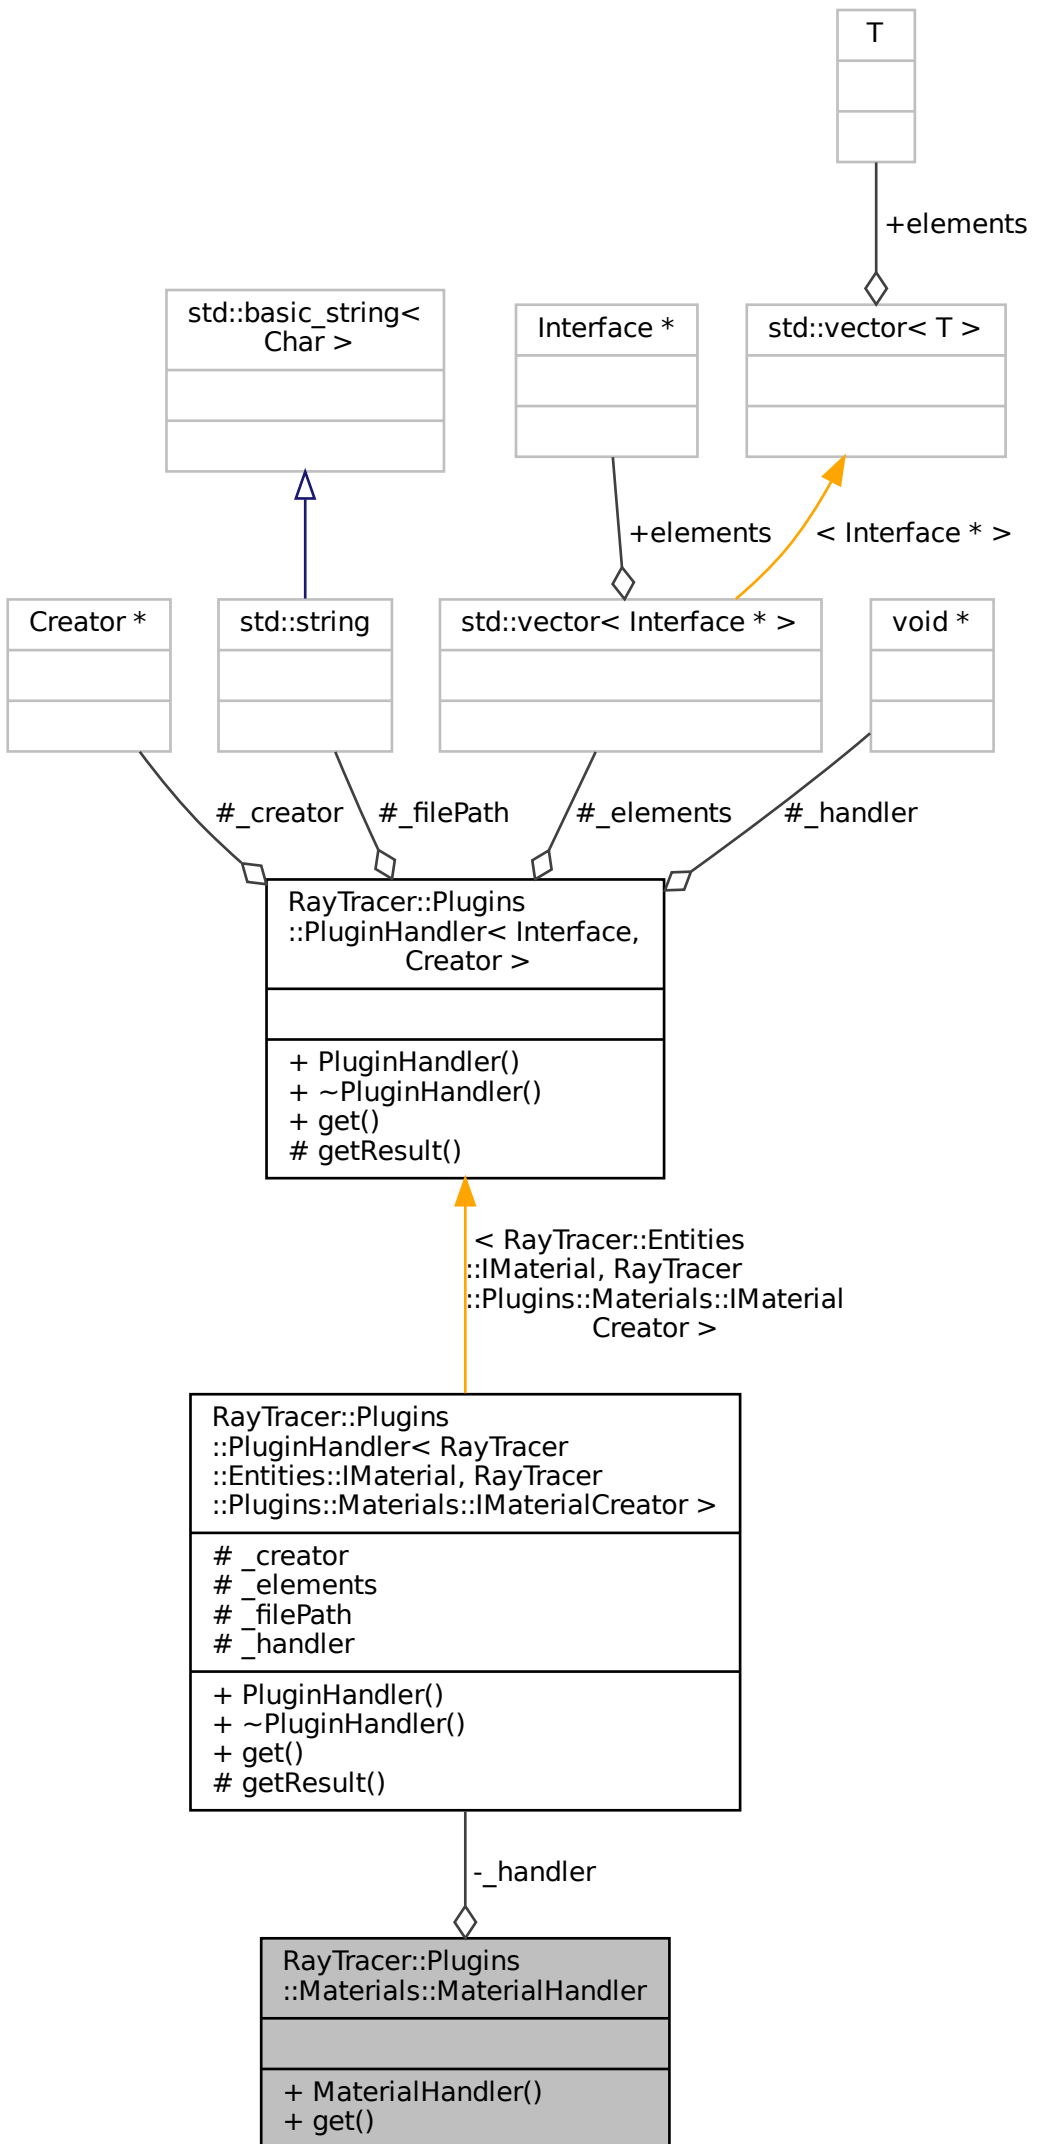 T
+elements
std::basic_string<
Char >
Interface *
std::vector< T >
+elements
< Interface * >
Creator *
std::string
std::vector< Interface * >
void *
#_creator
#_filePath
#_elements
#_handler
RayTracer::Plugins
::PluginHandler< Interface,
Creator >
+ PluginHandler()
+ ~PluginHandler()
+ get()
# getResult()
< RayTracer::Entities
::IMaterial, RayTracer
::Plugins::Materials::IMaterial
Creator >
RayTracer::Plugins
::PluginHandler< RayTracer
::Entities::IMaterial, RayTracer
::Plugins::Materials::IMaterialCreator >
# _creator
# _elements
# _filePath
# _handler
+ PluginHandler()
+ ~PluginHandler()
+ get()
# getResult()
-_handler
RayTracer::Plugins
::Materials::MaterialHandler
+ MaterialHandler()
+ get()